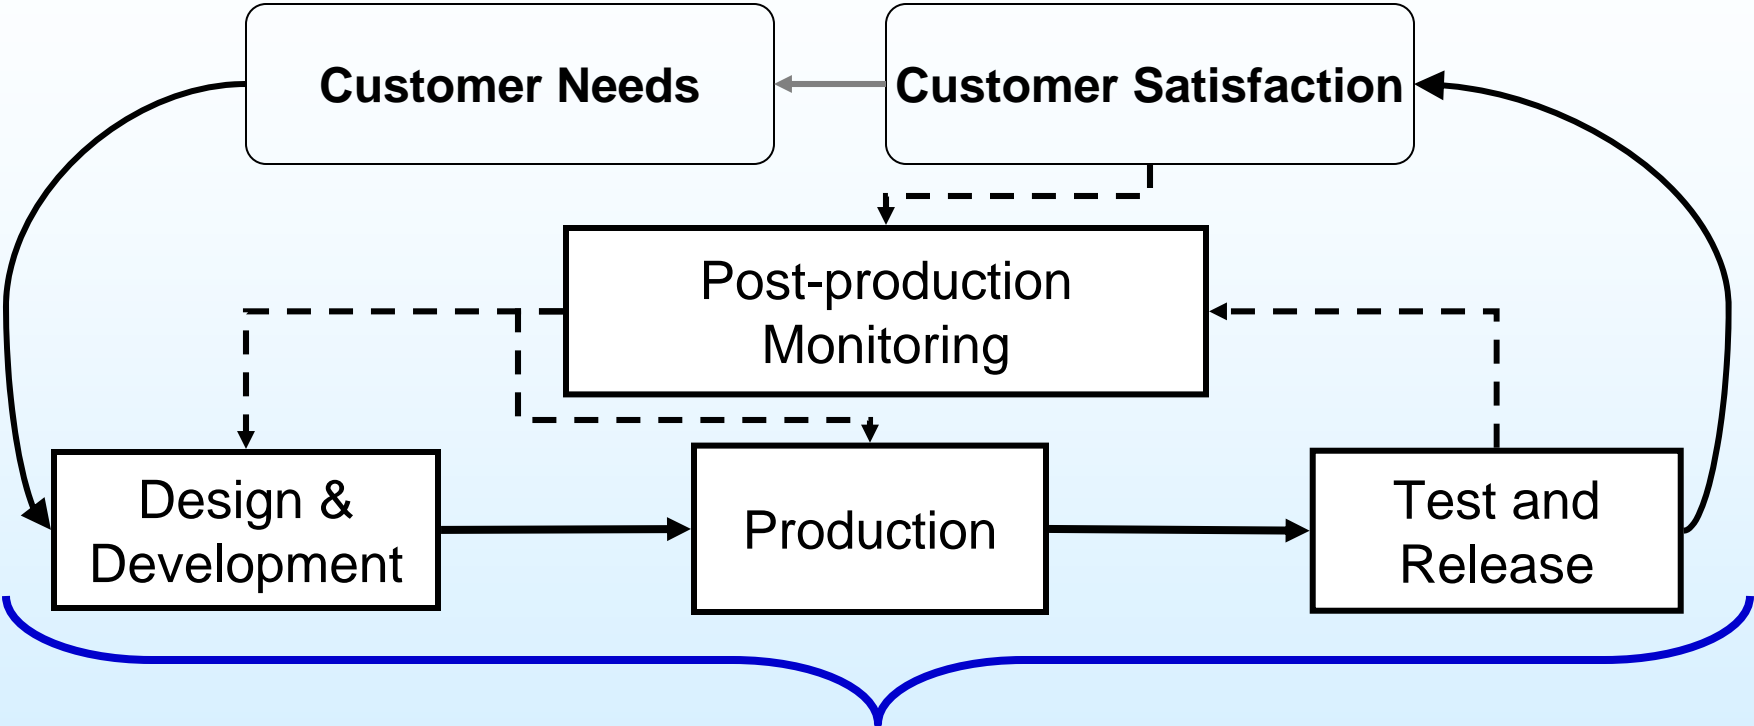 Customer Needs
Customer Satisfaction
Post-production
Monitoring
Design &
Development
Production
Test and
Release